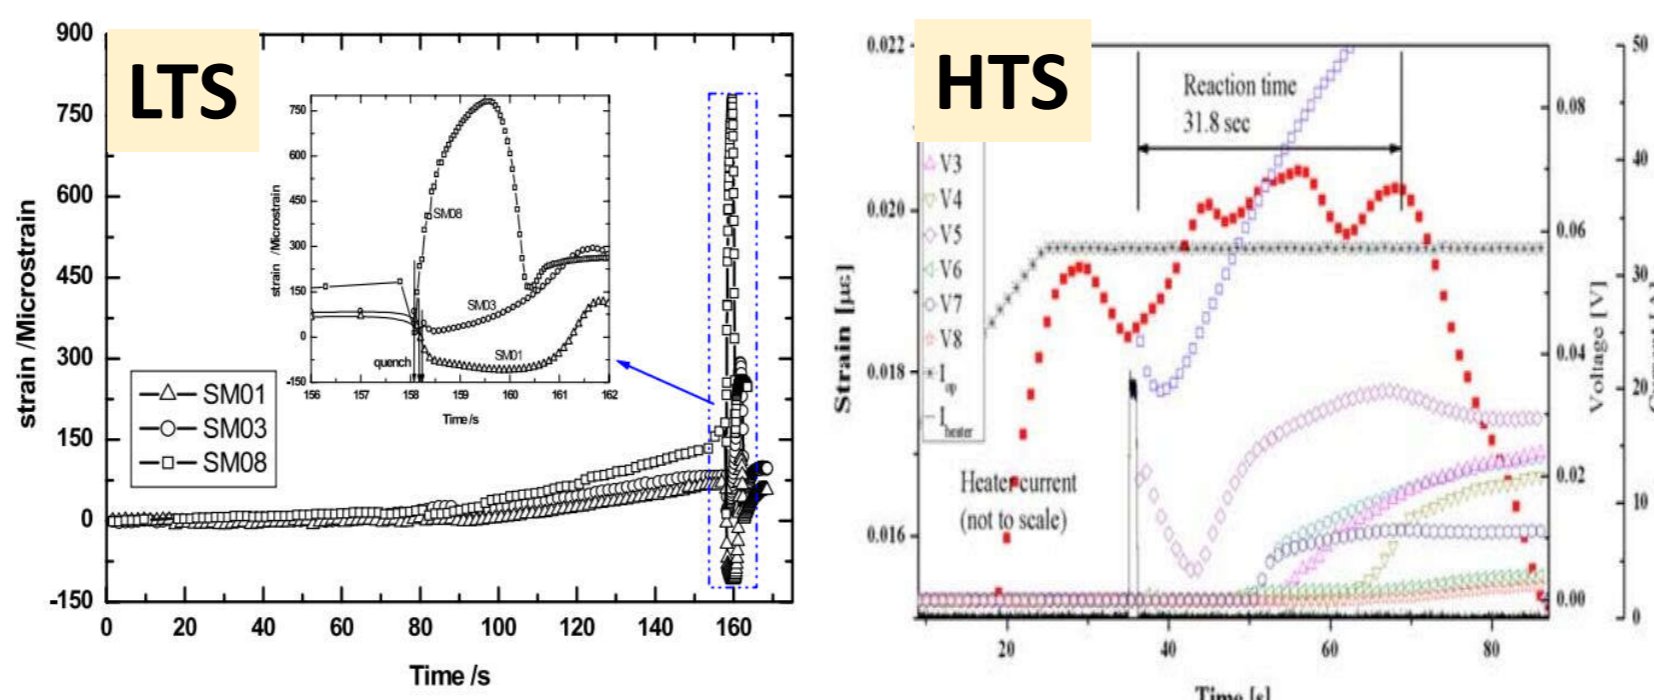 LTS
strain /Microstrain
900
750
600
450
300
150
0
-150
0
20
40
60
80
100
120
140
160
Time /s
SM01
SM03
SM08
strain /Microstrain
750
600
450
300
150
0
-150
156
157
158
159
160
161
162
Time /s
SM08
SM03
SM01
quench
HTS
Strain [με]
0.022
0.020
0.018
0.016
20
40
60
80
Time [s]
Reaction time
31.8 sec
V3
V4
V5
V6
V7
V8
I op
I heater
Heater current
(not to scale)
0.08
0.06
0.04
0.02
0.00
Voltage [V]
50
40
30
20
10
0